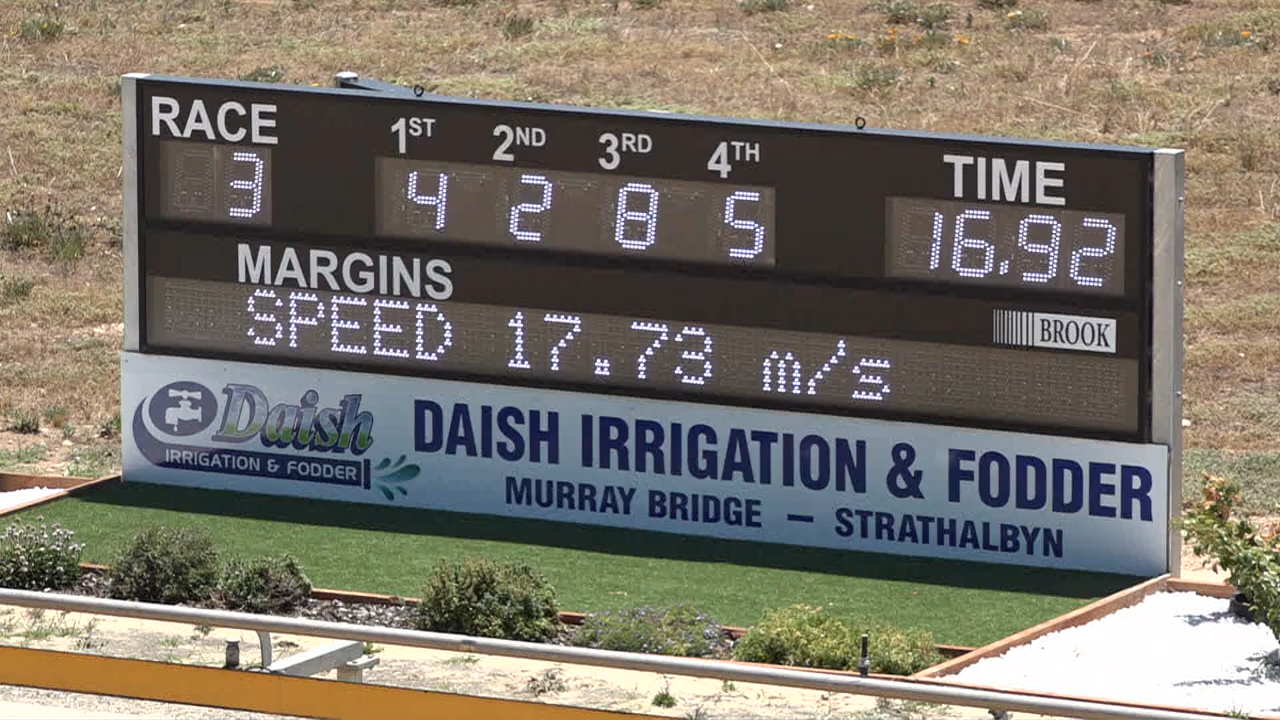 RACE 1ST 2ND 3RD 4TH TIME
3 4 2 8 5 16.92
MARGINS
BROOK
SPEED 17.73 m/s
Daish
IRRIGATION & FODDER
DAISH IRRIGATION & FODDER
MURRAY BRIDGE – STRATHALBYN